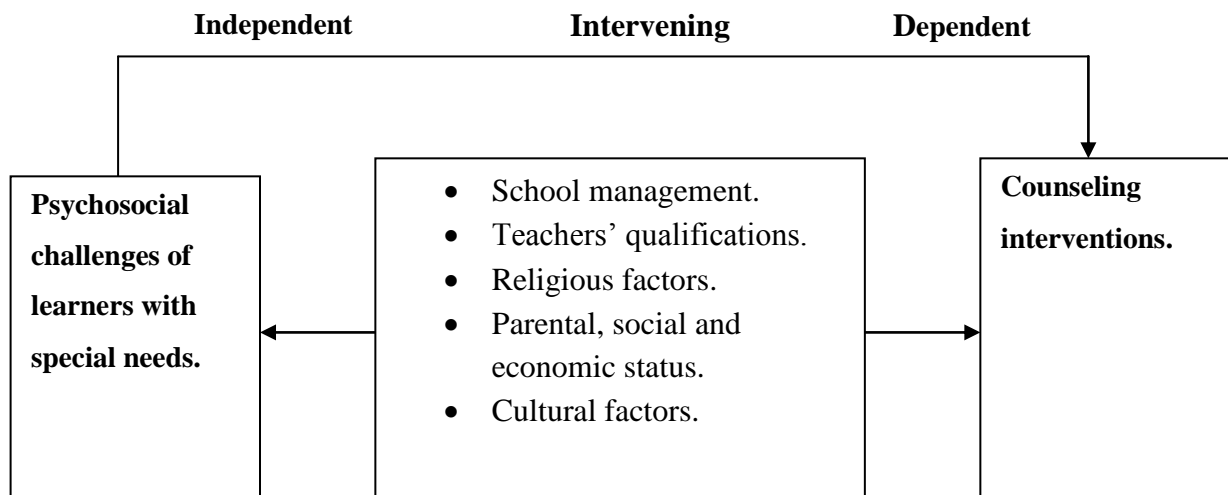 Independent Intervening Dependent
Psychosocial
challenges of
learners with
special needs.
• School management.
• Teachers’ qualifications.
• Religious factors.
• Parental, social and
economic status.
• Cultural factors.
Counseling
interventions.